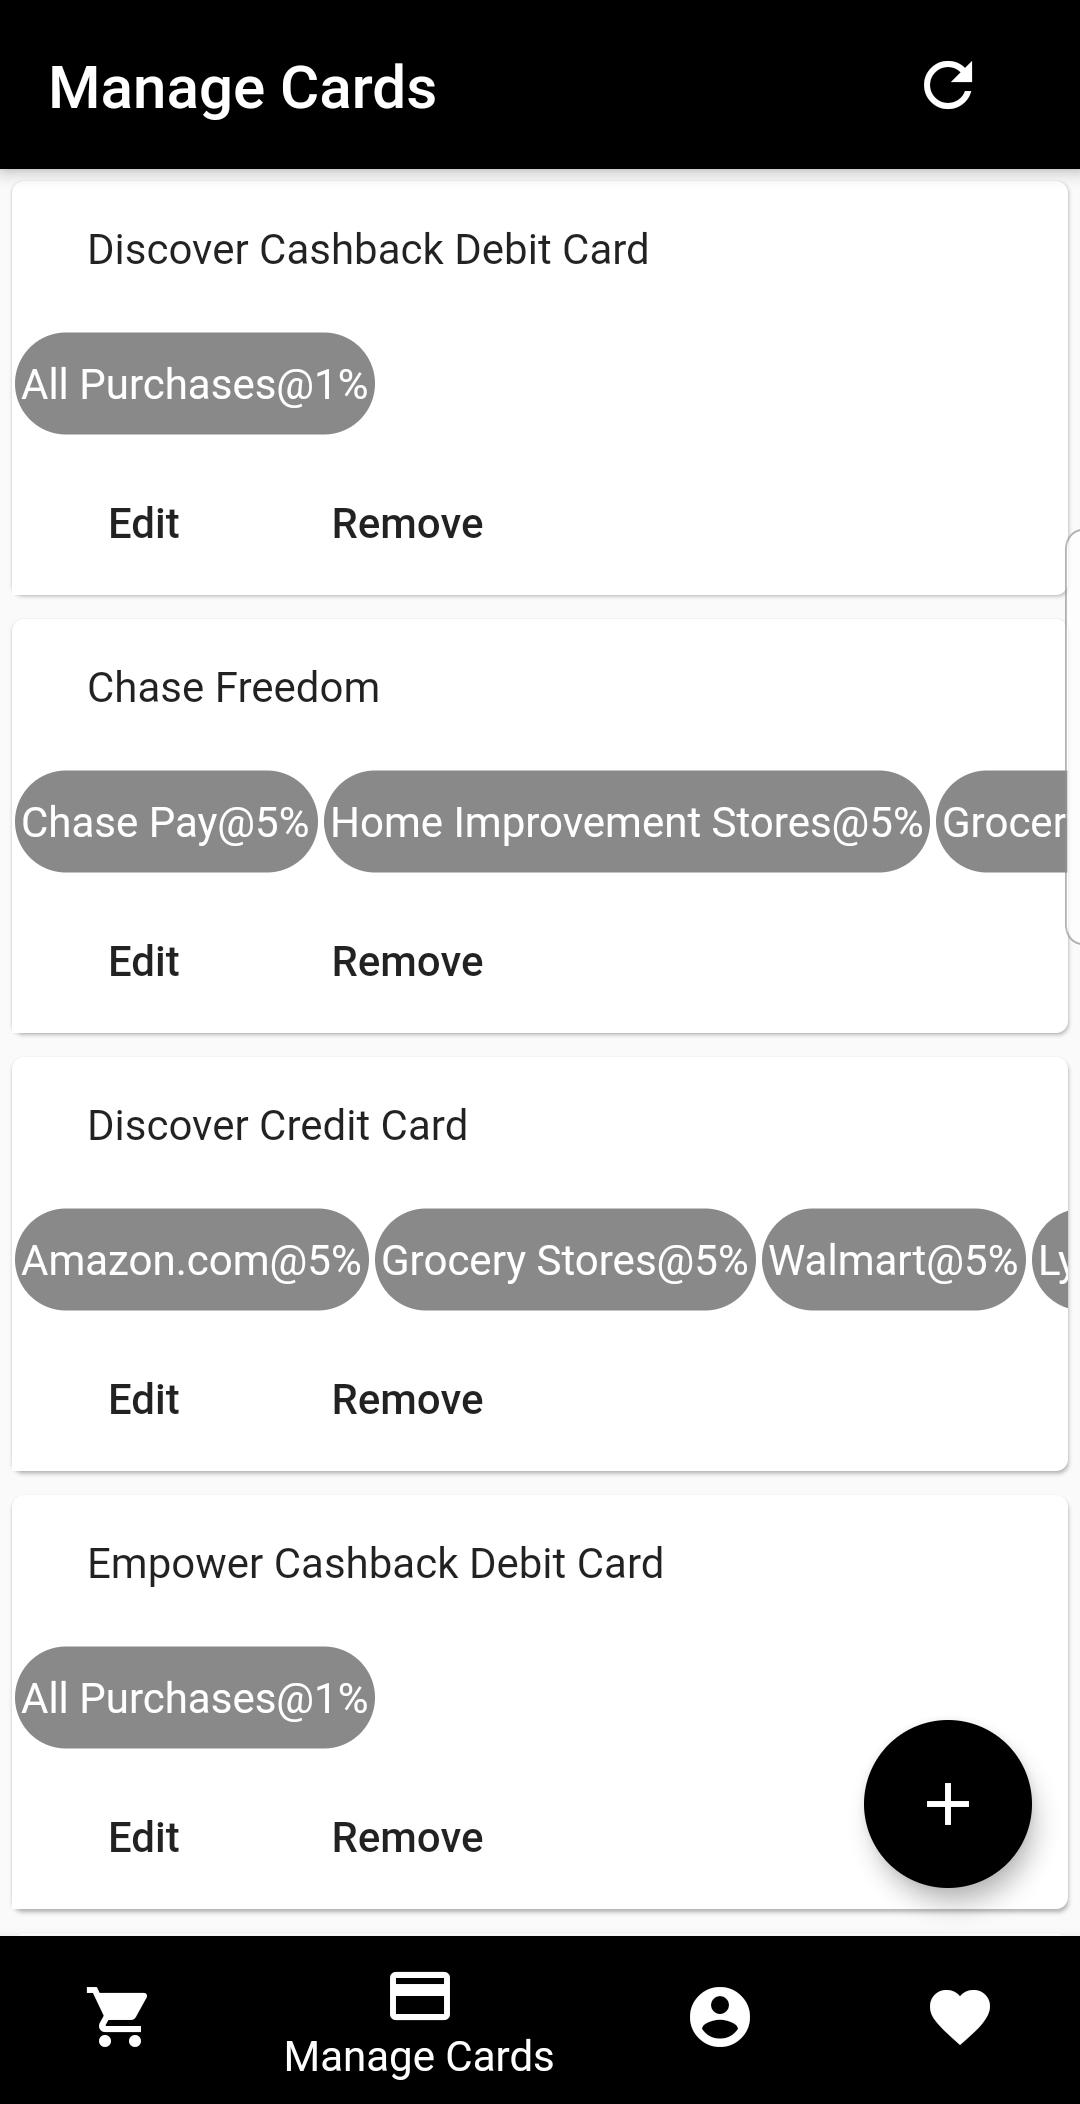 Manage Cards
Discover Cashback Debit Card
All Purchases@1%
Edit Remove
Chase Freedom
Chase Pay@5% Home Improvement Stores@5% Grocer
Edit Remove
Discover Credit Card
Amazon.com@5% Grocery Stores@5% Walmart@5% Ly
Edit Remove
Empower Cashback Debit Card
All Purchases@1%
Edit Remove
Manage Cards